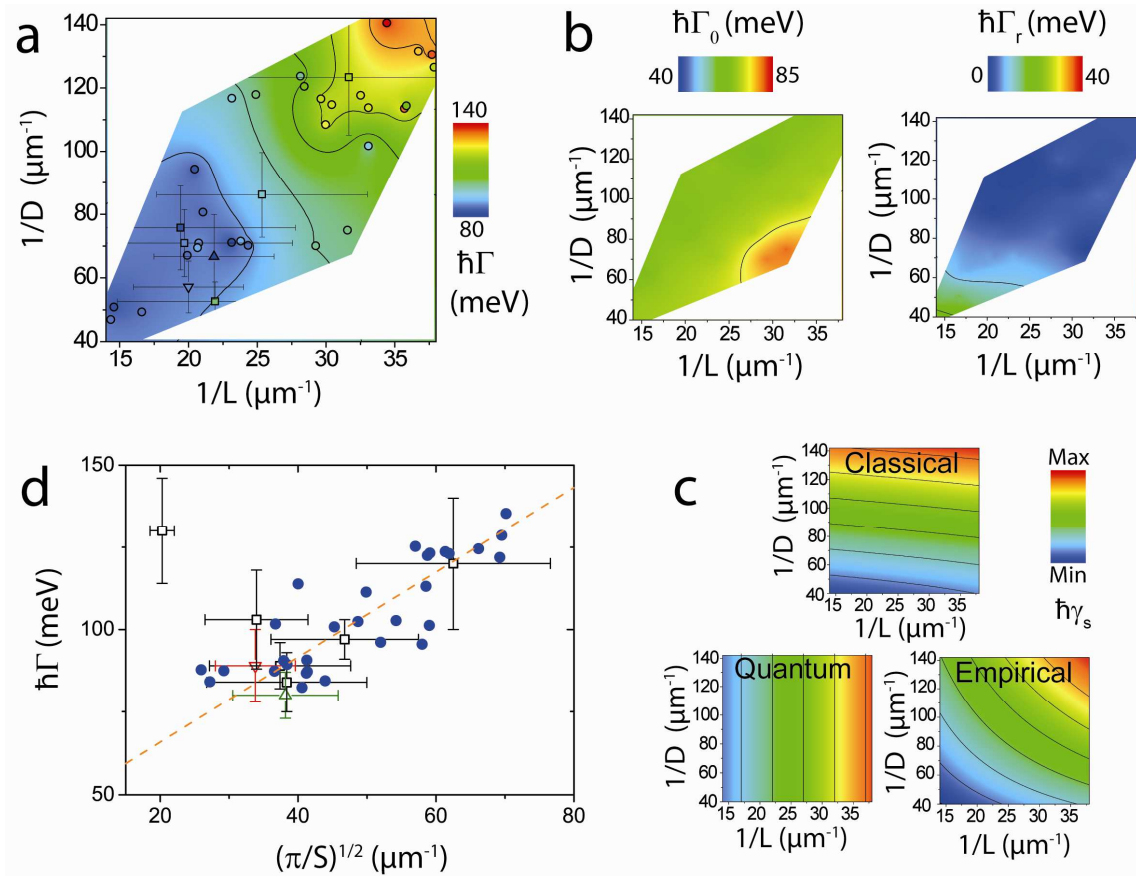 a
140
120
100
80
60
40
1/D (μm⁻¹)
15 20 25 30 35
1/L (μm⁻¹)
140
80
ħΓ
(meV)
b
ħΓ₀ (meV)
40 85
140
120
100
80
60
40
1/D (μm⁻¹)
15 20 25 30 35
1/L (μm⁻¹)
ħΓᵣ (meV)
0 40
140
120
100
80
60
40
1/D (μm⁻¹)
15 20 25 30 35
1/L (μm⁻¹)
d
150
100
50
ħΓ (meV)
20 40 60 80
(π/S)¹ᐟ² (μm⁻¹)
c
Classical
140
120
100
80
60
40
1/D (μm⁻¹)
15 20 25 30 35
1/L (μm⁻¹)
Max
Min
ħγₛ
Quantum
140
120
100
80
60
40
1/D (μm⁻¹)
15 20 25 30 35
1/L (μm⁻¹)
Empirical
140
120
100
80
60
40
1/D (μm⁻¹)
15 20 25 30 35
1/L (μm⁻¹)